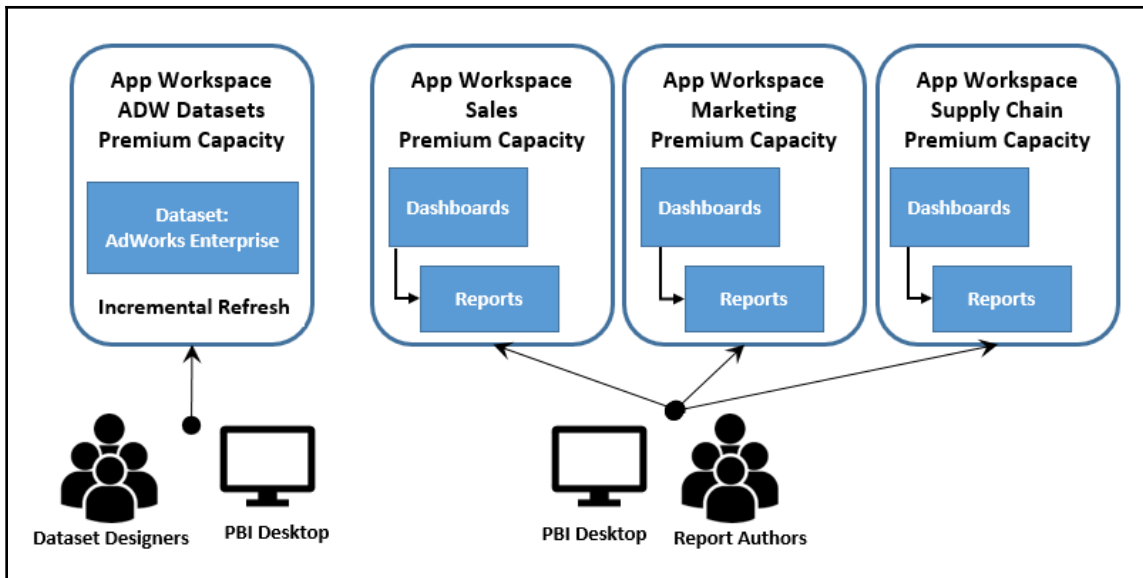 App Workspace
ADW Datasets
Premium Capacity
Dataset:
AdWorks Enterprise
Incremental Refresh
App Workspace
Sales
Premium Capacity
Dashboards
Reports
App Workspace
Marketing
Premium Capacity
Dashboards
Reports
App Workspace
Supply Chain
Premium Capacity
Dashboards
Reports
Dataset Designers
PBI Desktop
PBI Desktop
Report Authors